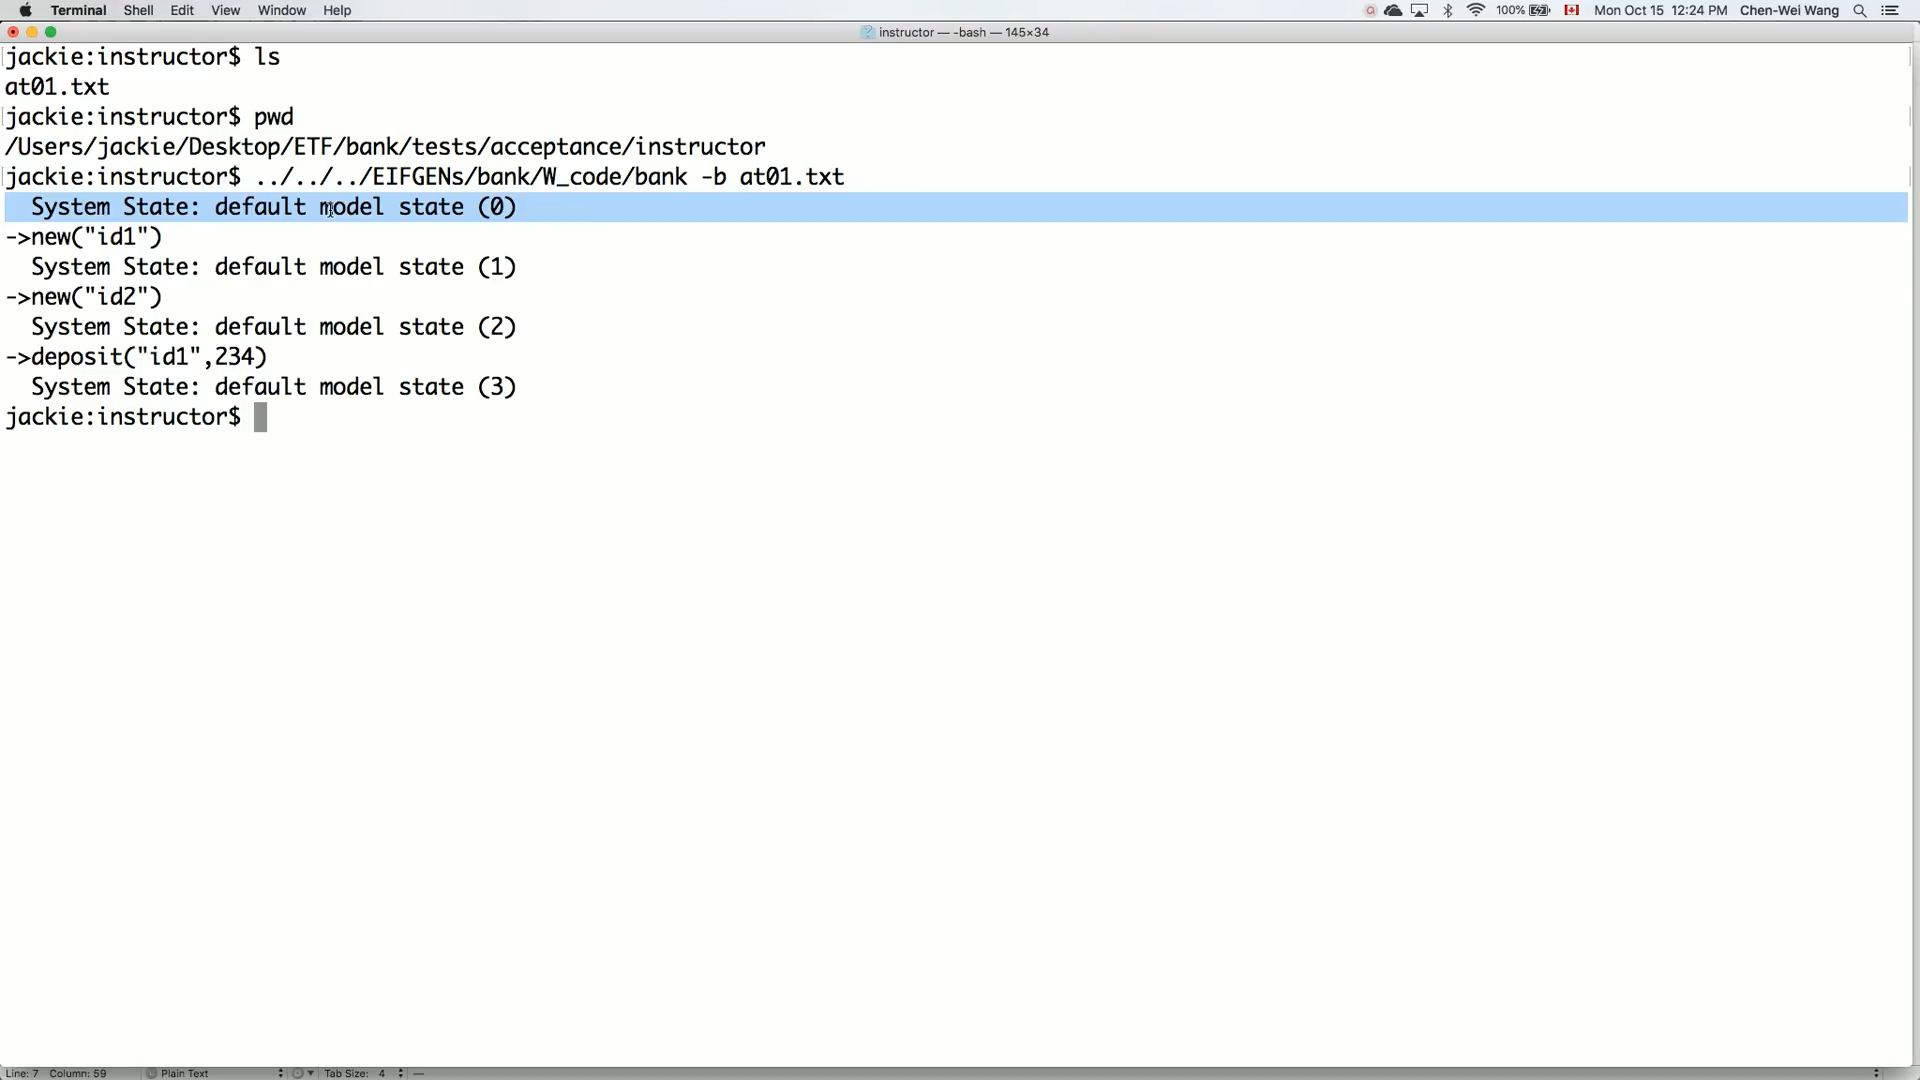 Terminal Shell Edit View Window Help 100% Mon Oct 15 12:24 PM Chen-Wei Wang
instructor — -bash — 145×34
jackie:instructor$ ls
at01.txt
jackie:instructor$ pwd
/Users/jackie/Desktop/ETF/bank/tests/acceptance/instructor
jackie:instructor$ ../../../EIFGENs/bank/W_code/bank -b at01.txt
  System State: default model state (0)
->new("id1")
  System State: default model state (1)
->new("id2")
  System State: default model state (2)
->deposit("id1",234)
  System State: default model state (3)
jackie:instructor$
Line: 7 Column: 59 Plain Text Tab Size: 4 —